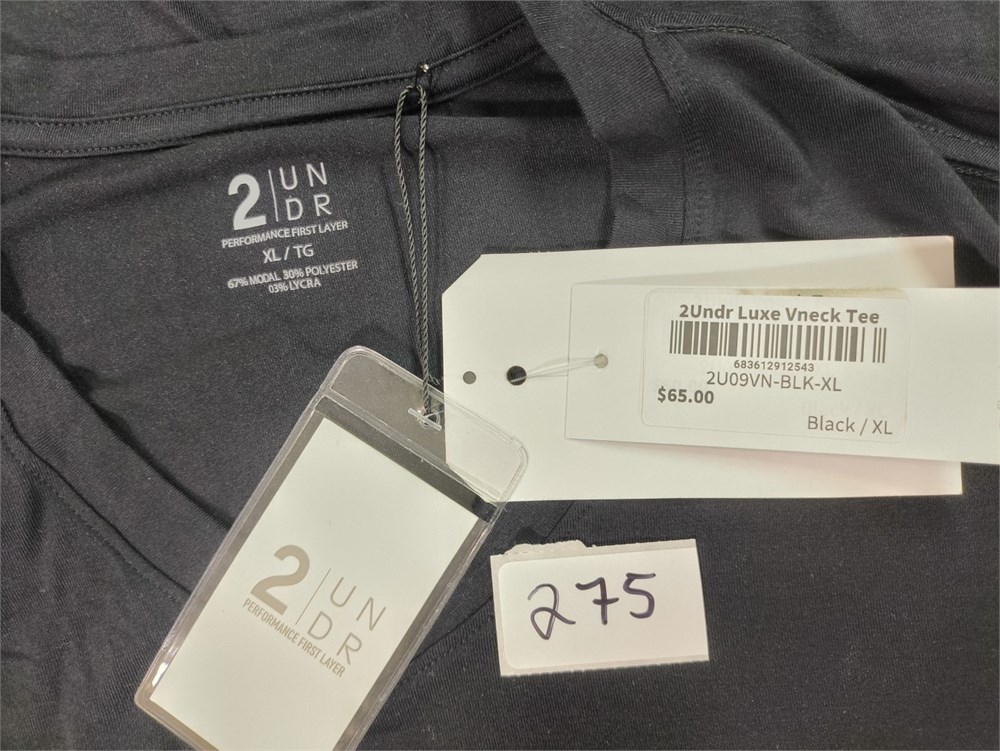 2 UN
DR
PERFORMANCE FIRST LAYER
XL / TG
67% MODAL 30% POLYESTER
03% LYCRA
2Undr Luxe Vneck Tee
683612912543
2U09VN-BLK-XL
$65.00
Black / XL
2 UN
DR
PERFORMANCE FIRST LAYER
275